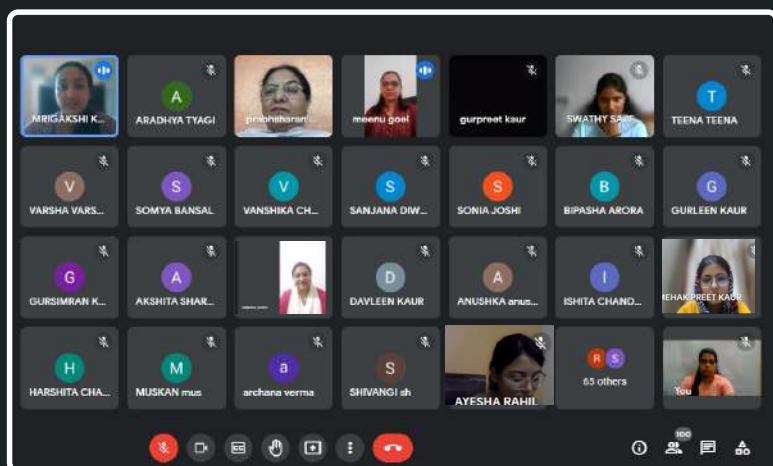 MRIGAKSHI K...
A
ARADHYA TYAGI
prabhsharan
meenu goel
gurpreet kaur
SWATHY
T
TEENA TEENA
V
VARSHA VARS...
S
SOMYA BANSAL
V
VANSHIKA CH...
S
SANJANA DIW...
S
SONIA JOSHI
B
BIPASHA ARORA
G
GURLEEN KAUR
G
GURSIMRAN K...
A
AKSHITA SHAR...
D
DAVLEEN KAUR
A
ANUSHKA anus...
I
ISHITA CHAND...
MEHAK PREET KAUR
H
HARSHITA CHA...
M
MUSKAN mus
a
archana verma
S
SHIVANGI sh
AYESHA RAHIL
R S
65 others
You
CC
100